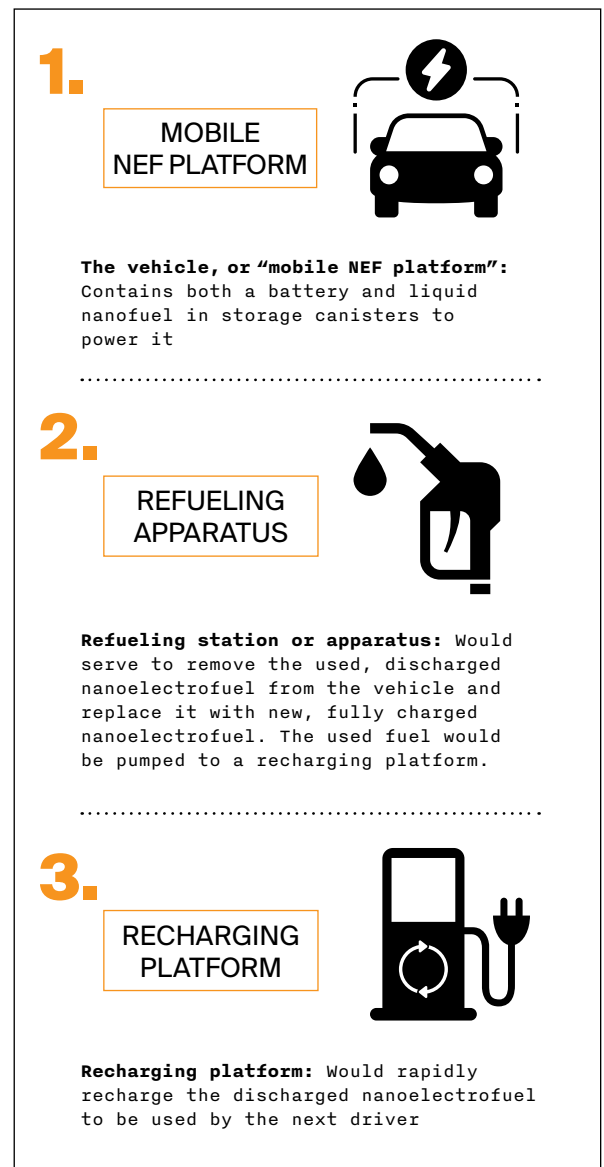 1.
MOBILE
NEF PLATFORM
The vehicle, or “mobile NEF platform”:
Contains both a battery and liquid
nanofuel in storage canisters to
power it
2.
REFUELING
APPARATUS
Refueling station or apparatus: Would
serve to remove the used, discharged
nanoelectrofuel from the vehicle and
replace it with new, fully charged
nanoelectrofuel. The used fuel would
be pumped to a recharging platform.
3.
RECHARGING
PLATFORM
Recharging platform: Would rapidly
recharge the discharged nanoelectrofuel
to be used by the next driver